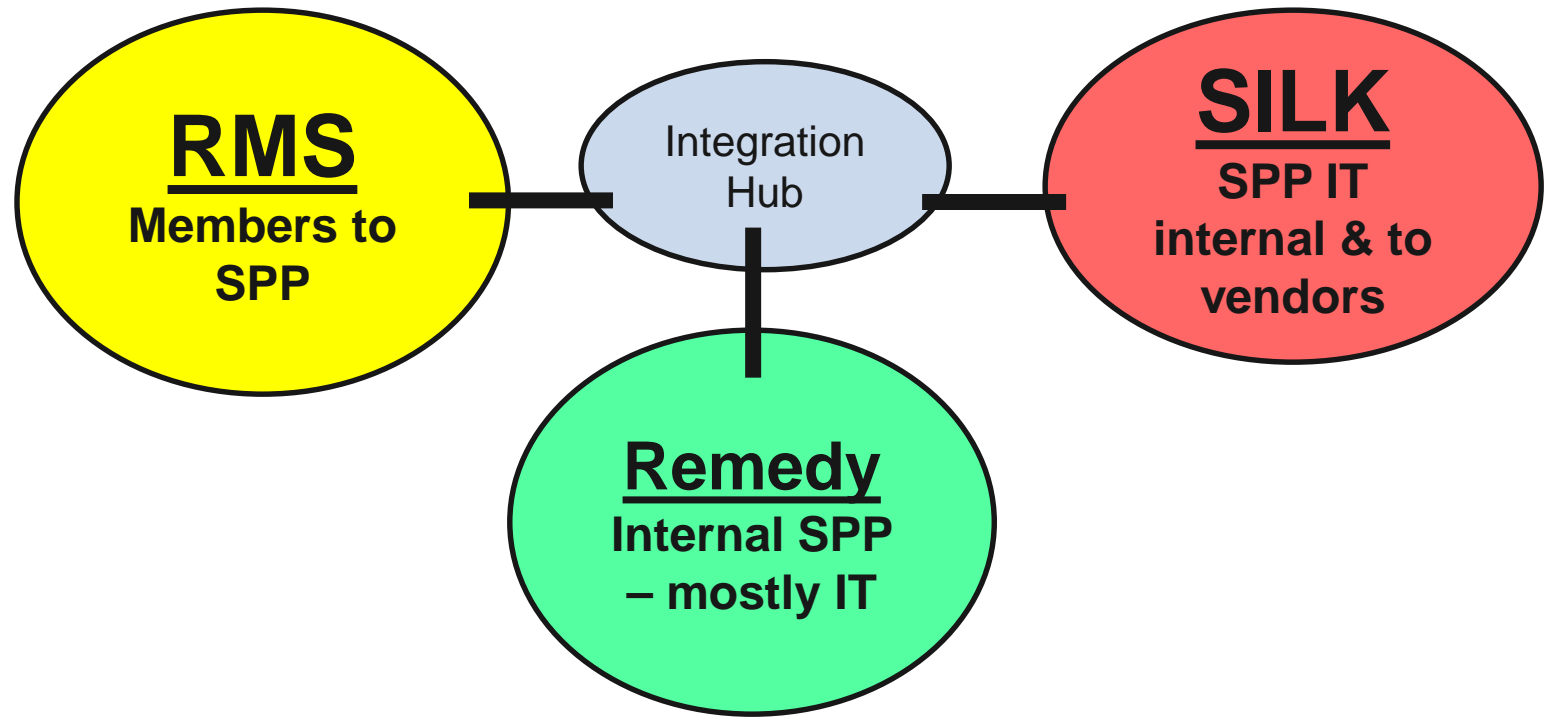 RMS
Members to
SPP
Integration
Hub
SILK
SPP IT
internal & to
vendors
Remedy
Internal SPP
– mostly IT